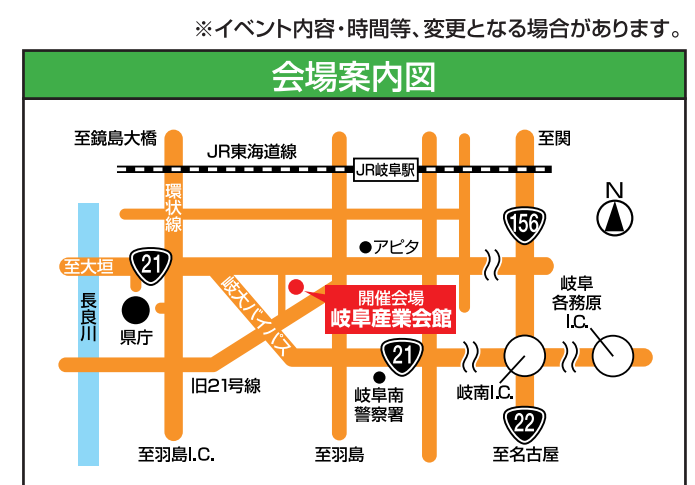 ※イベント内容・時間等、変更となる場合があります。
会場案内図
至鏡島大橋
JR東海道線
JR岐阜駅
至関
環状線
N
156
アピタ
至大垣
21
岐阜
各務原
I.C.
長良川
県庁
岐大バイパス
開催会場
岐阜産業会館
21
旧21号線
岐阜南
警察署
岐南I.C.
22
至羽島I.C.
至羽島
至名古屋